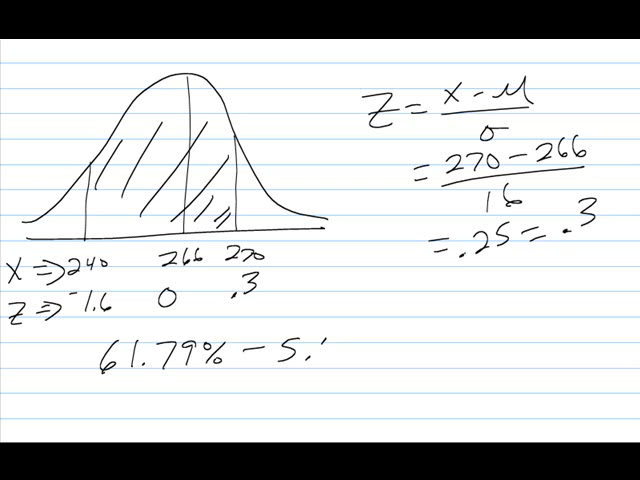 Z = X - μ / σ
= 270 - 266 / 16
= .25 = .3
X ⇒ 240 266 270
Z ⇒ -1.6 0 .3
61.79% - 5.